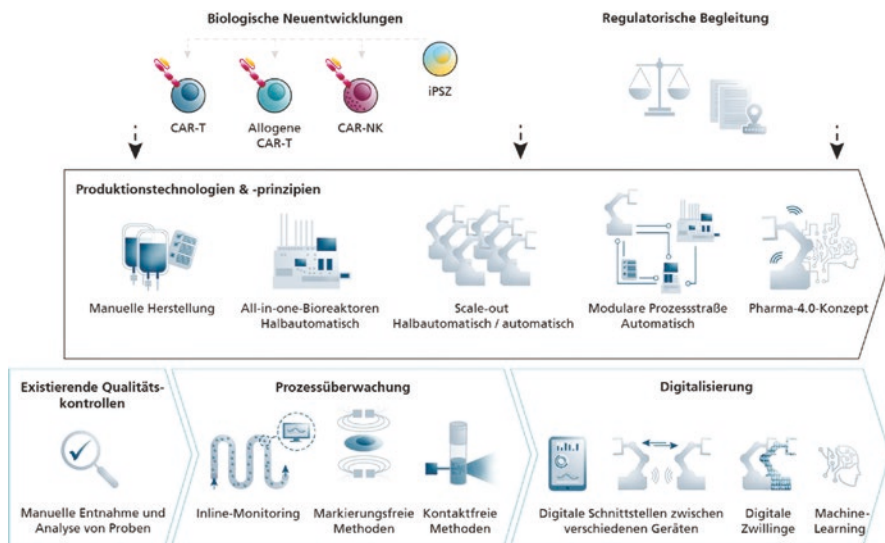 Biologische Neuentwicklungen
Regulatorische Begleitung
iPSZ
CAR-T
Allogene
CAR-T
CAR-NK
Produktionstechnologien & -prinzipien
Manuelle Herstellung
All-in-one-Bioreaktoren
Halbautomatisch
Scale-out
Halbautomatisch / automatisch
Modulare Prozessstraße
Automatisch
Pharma-4.0-Konzept
Existierende Qualitäts-
kontrollen
Prozessüberwachung
Digitalisierung
Manuelle Entnahme und
Analyse von Proben
Inline-Monitoring
Markierungsfreie
Methoden
Kontaktfreie
Methoden
Digitale Schnittstellen zwischen
verschiedenen Geräten
Digitale
Zwillinge
Machine-
Learning